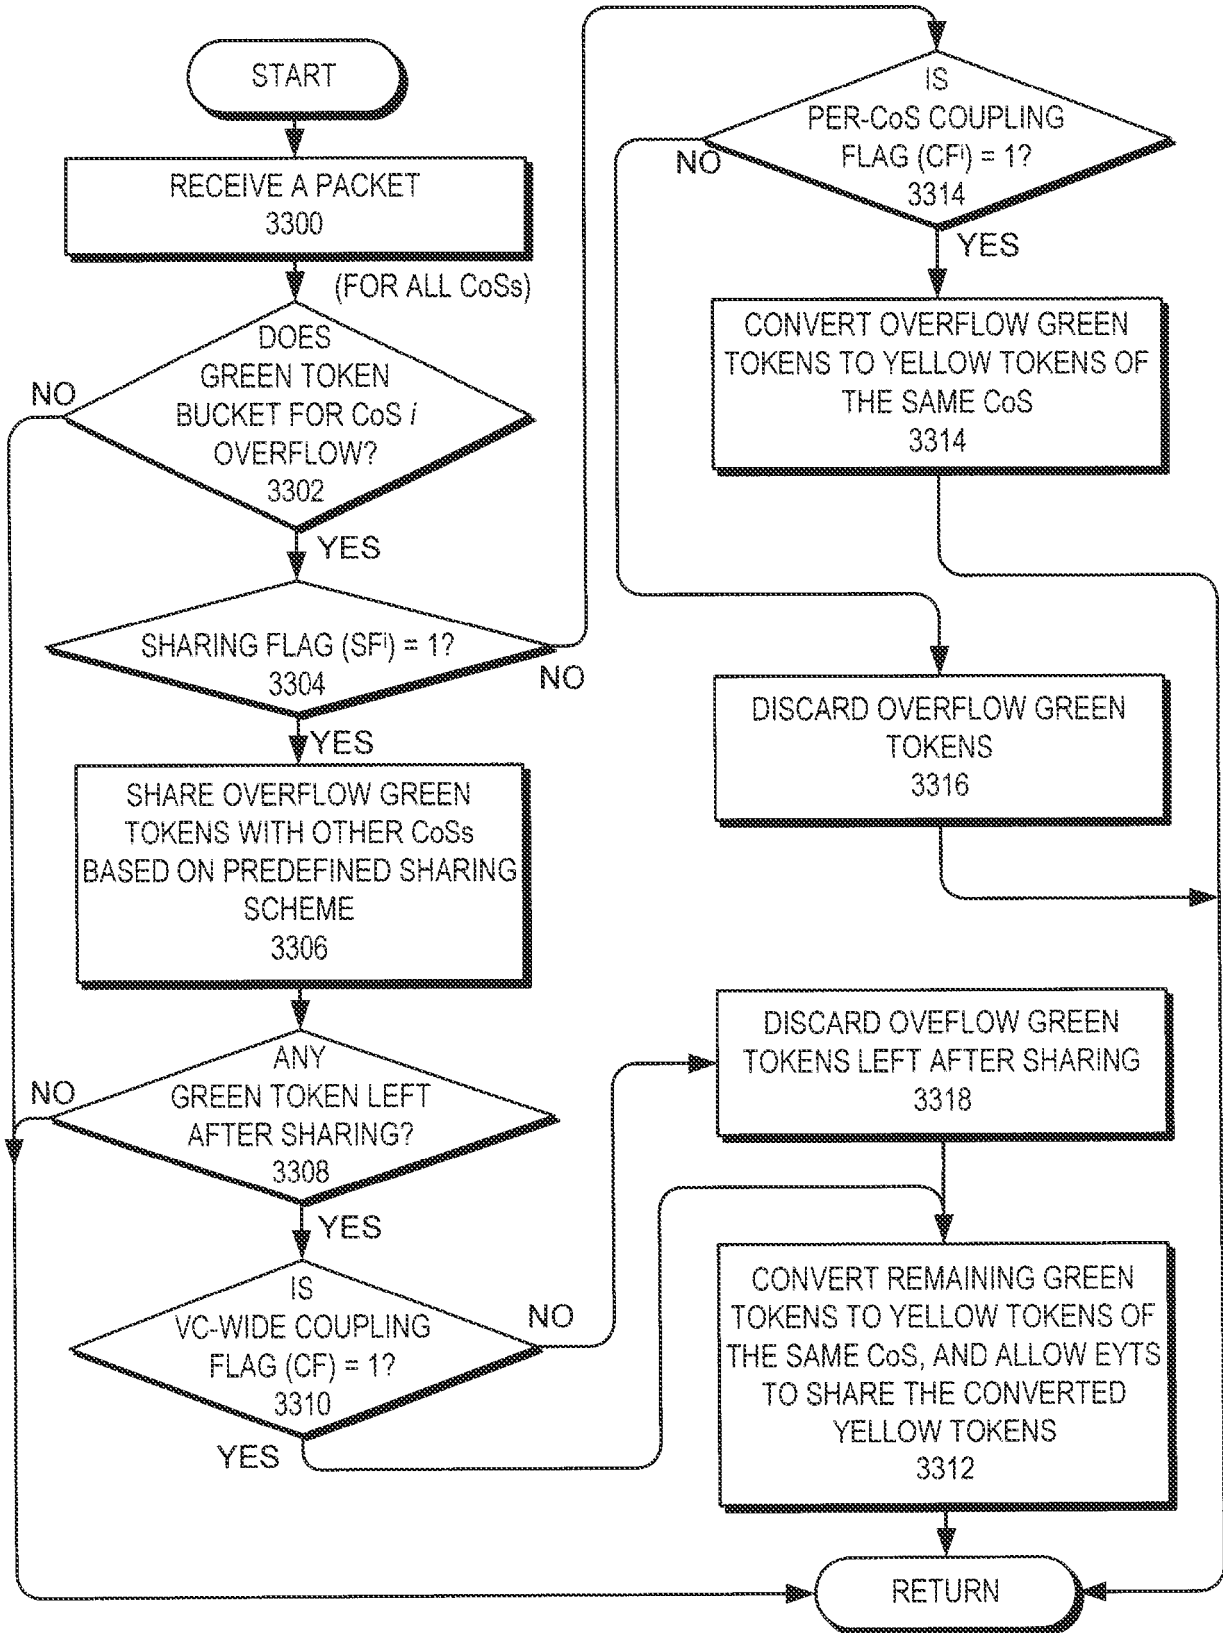 START
RECEIVE A PACKET
3300
(FOR ALL CoSs)
DOES
GREEN TOKEN
BUCKET FOR CoS i
OVERFLOW?
3302
NO
YES
SHARING FLAG (SFⁱ) = 1?
3304
NO
YES
SHARE OVERFLOW GREEN
TOKENS WITH OTHER CoSs
BASED ON PREDEFINED SHARING
SCHEME
3306
ANY
GREEN TOKEN LEFT
AFTER SHARING?
3308
NO
YES
IS
VC-WIDE COUPLING
FLAG (CF) = 1?
3310
NO
YES
IS
PER-CoS COUPLING
FLAG (CFⁱ) = 1?
3314
NO
YES
CONVERT OVERFLOW GREEN
TOKENS TO YELLOW TOKENS OF
THE SAME CoS
3314
DISCARD OVERFLOW GREEN
TOKENS
3316
DISCARD OVEFLOW GREEN
TOKENS LEFT AFTER SHARING
3318
CONVERT REMAINING GREEN
TOKENS TO YELLOW TOKENS OF
THE SAME CoS, AND ALLOW EYTS
TO SHARE THE CONVERTED
YELLOW TOKENS
3312
RETURN